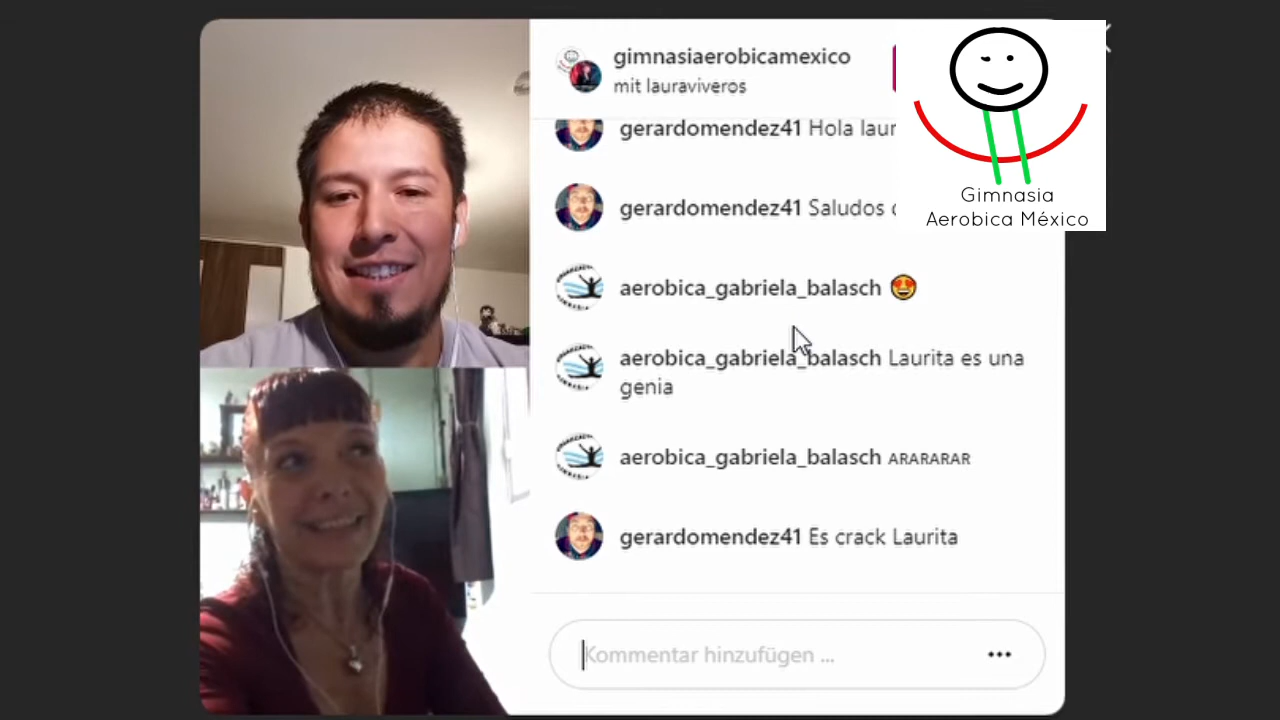 gimnasiaerobicamexico
mit lauraviveros
gerardomendez41 Hola laur
gerardomendez41 Saludos
aerobica_gabriela_balasch 🤩
aerobica_gabriela_balasch Laurita es una
genia
aerobica_gabriela_balasch ARARARAR
gerardomendez41 Es crack Laurita
Kommentar hinzufügen ...
Gimnasia
Aerobica México